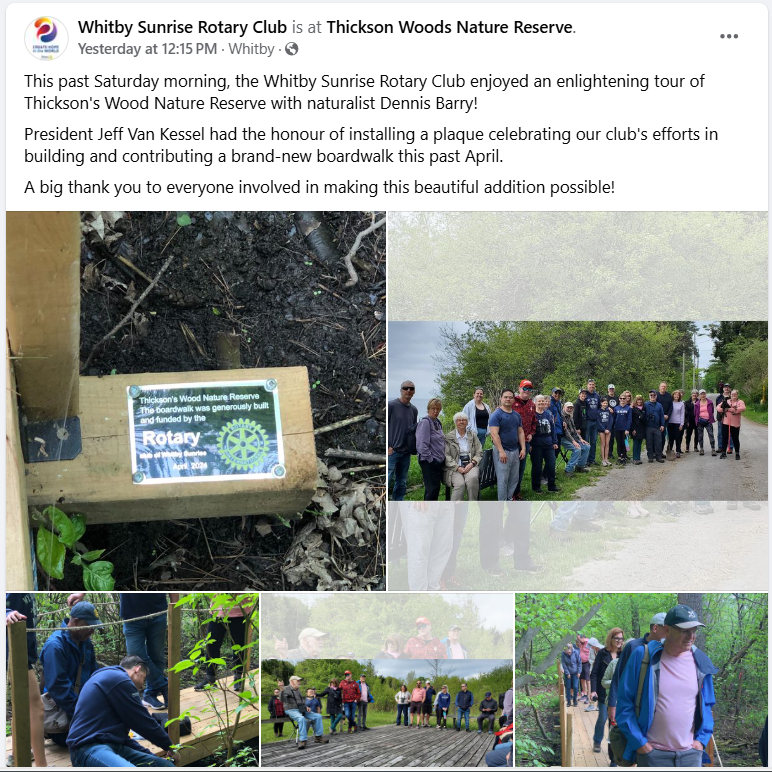 Whitby Sunrise Rotary Club is at Thickson Woods Nature Reserve.
Yesterday at 12:15 PM · Whitby ·
This past Saturday morning, the Whitby Sunrise Rotary Club enjoyed an enlightening tour of
Thickson's Wood Nature Reserve with naturalist Dennis Barry!
President Jeff Van Kessel had the honour of installing a plaque celebrating our club's efforts in
building and contributing a brand-new boardwalk this past April.
A big thank you to everyone involved in making this beautiful addition possible!
Thickson's Wood Nature Reserve
The boardwalk was generously built
and funded by the
Rotary
club of Whitby Sunrise
April, 2024